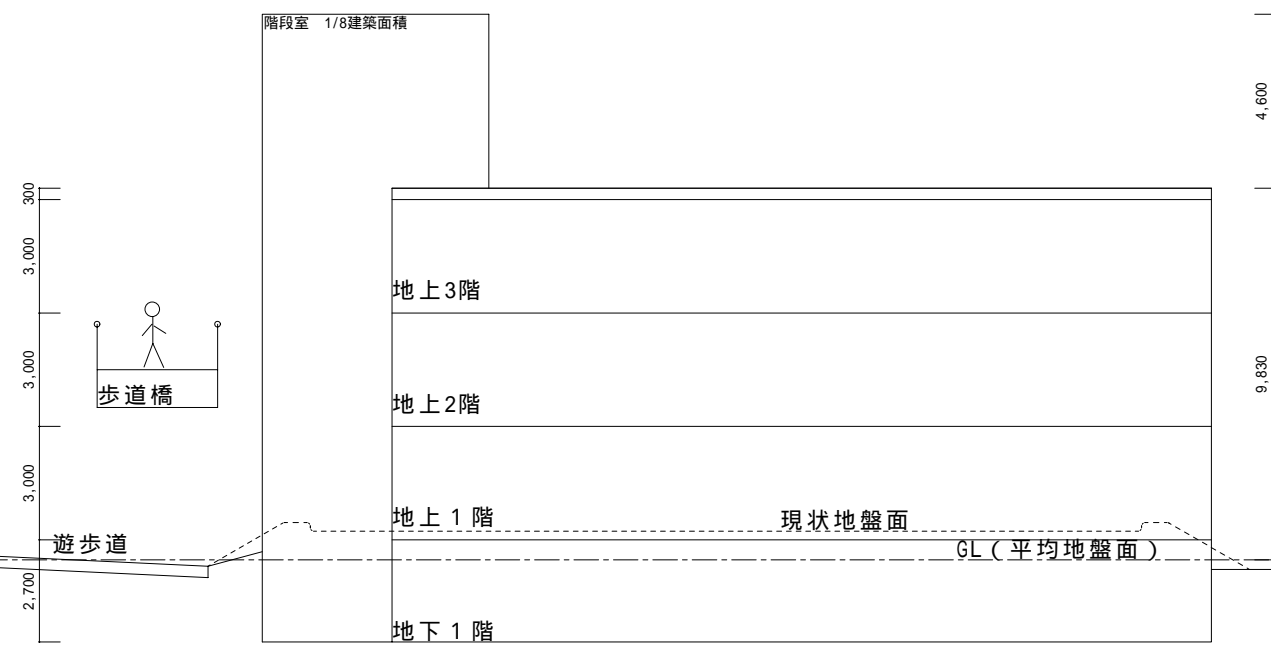 階段室 1/8建築面積
4,600
300
3,000
地上3階
3,000
歩道橋
地上2階
9,830
3,000
地上１階
現状地盤面
遊歩道
GL（平均地盤面）
2,700
地下１階